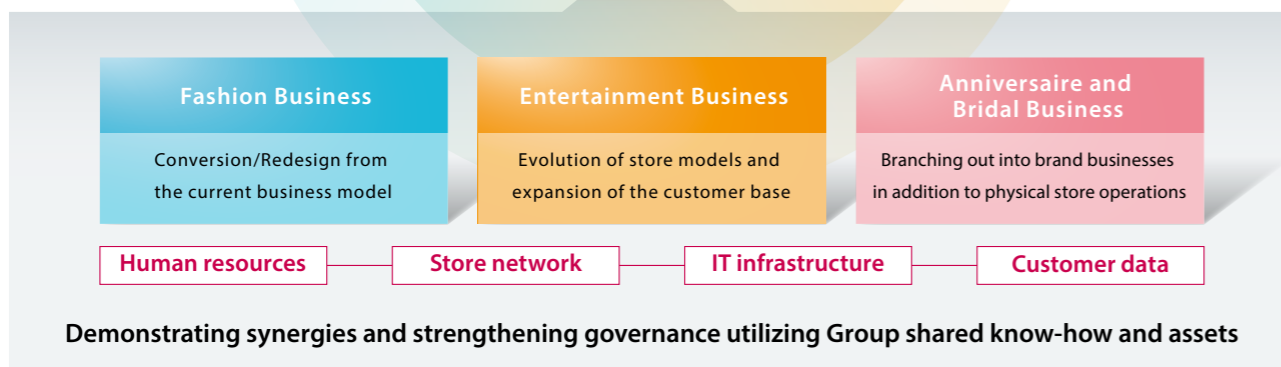 Fashion Business
Conversion/Redesign from
the current business model
Entertainment Business
Evolution of store models and
expansion of the customer base
Anniversaire and
Bridal Business
Branching out into brand businesses
in addition to physical store operations
Human resources
Store network
IT infrastructure
Customer data
Demonstrating synergies and strengthening governance utilizing Group shared know-how and assets